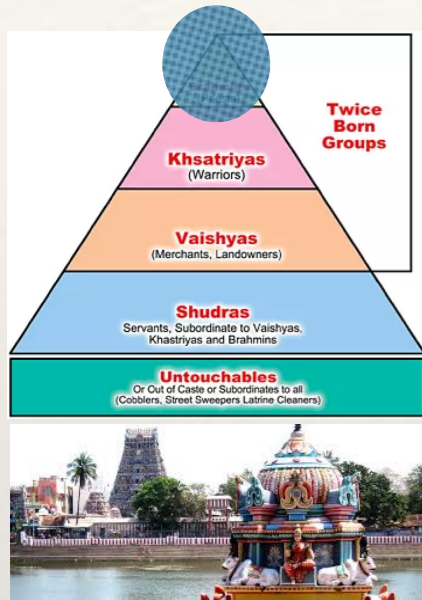 Twice
Born
Groups
Khsatriyas
(Warriors)
Vaishyas
(Merchants, Landowners)
Shudras
Servants, Subordinate to Vaishyas,
Khastriyas and Brahmins
Untouchables
Or Out of Caste or Subordinates to all
(Cobblers, Street Sweepers Latrine Cleaners)